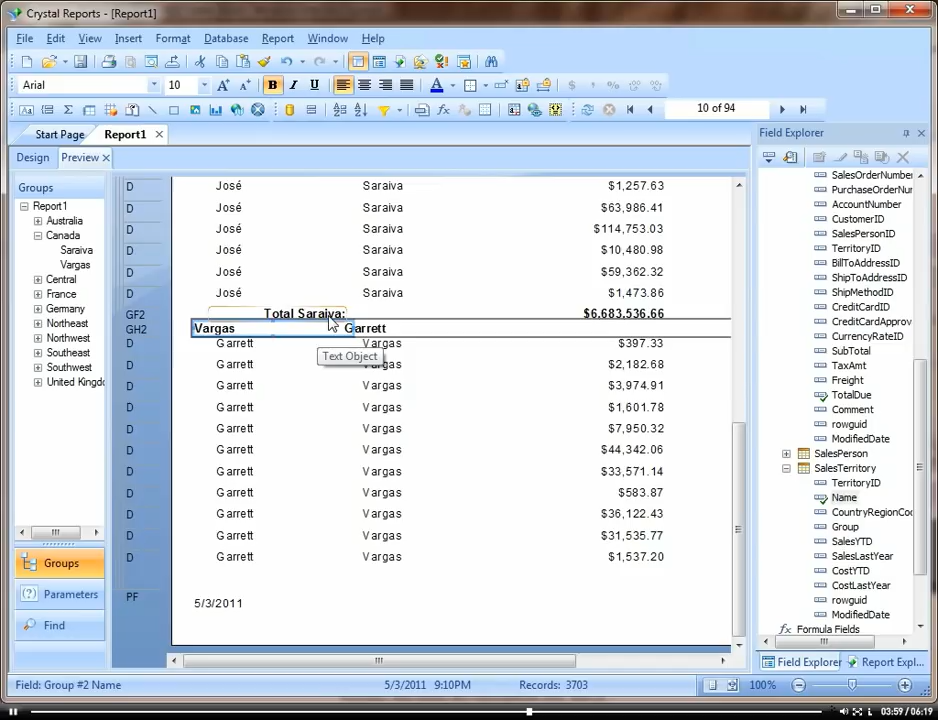 Crystal Reports - [Report1]
File Edit View Insert Format Database Report Window Help
Arial 10 B I U A $ , %
10 of 94
Start Page Report1
Design Preview
Field Explorer
Groups
Report1
Australia
Canada
Saraiva
Vargas
Central
France
Germany
Northeast
Northwest
Southeast
Southwest
United Kingdo
Groups
Parameters
Find
D José Saraiva $1,257.63
D José Saraiva $63,986.41
D José Saraiva $114,753.03
D José Saraiva $10,480.98
D José Saraiva $59,362.32
D José Saraiva $1,473.86
GF2 Total Saraiva: $6,683,536.66
GH2 Vargas Garrett
D Garrett Vargas $397.33
Text Object
D Garrett Vargas $2,182.68
D Garrett Vargas $3,974.91
D Garrett Vargas $1,601.78
D Garrett Vargas $7,950.32
D Garrett Vargas $44,342.06
D Garrett Vargas $33,571.14
D Garrett Vargas $583.87
D Garrett Vargas $36,122.43
D Garrett Vargas $31,535.77
D Garrett Vargas $1,537.20
PF 5/3/2011
SalesOrderNumber
PurchaseOrderNur
AccountNumber
CustomerID
SalesPersonID
TerritoryID
BillToAddressID
ShipToAddressID
ShipMethodID
CreditCardID
CreditCardApprov
CurrencyRateID
SubTotal
TaxAmt
Freight
TotalDue
Comment
rowguid
ModifiedDate
SalesPerson
SalesTerritory
TerritoryID
Name
CountryRegionCoc
Group
SalesYTD
SalesLastYear
CostYTD
CostLastYear
rowguid
ModifiedDate
Formula Fields
Field Explorer Report Expl...
Field: Group #2 Name 5/3/2011 9:10PM Records: 3703 100%
03:59 / 06:19